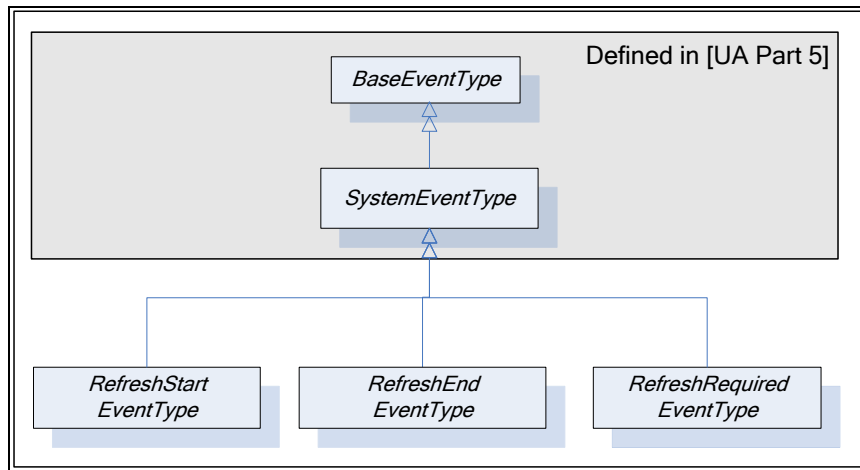 Defined in [UA Part 5]
BaseEventType
SystemEventType
RefreshStart
EventType
RefreshEnd
EventType
RefreshRequired
EventType